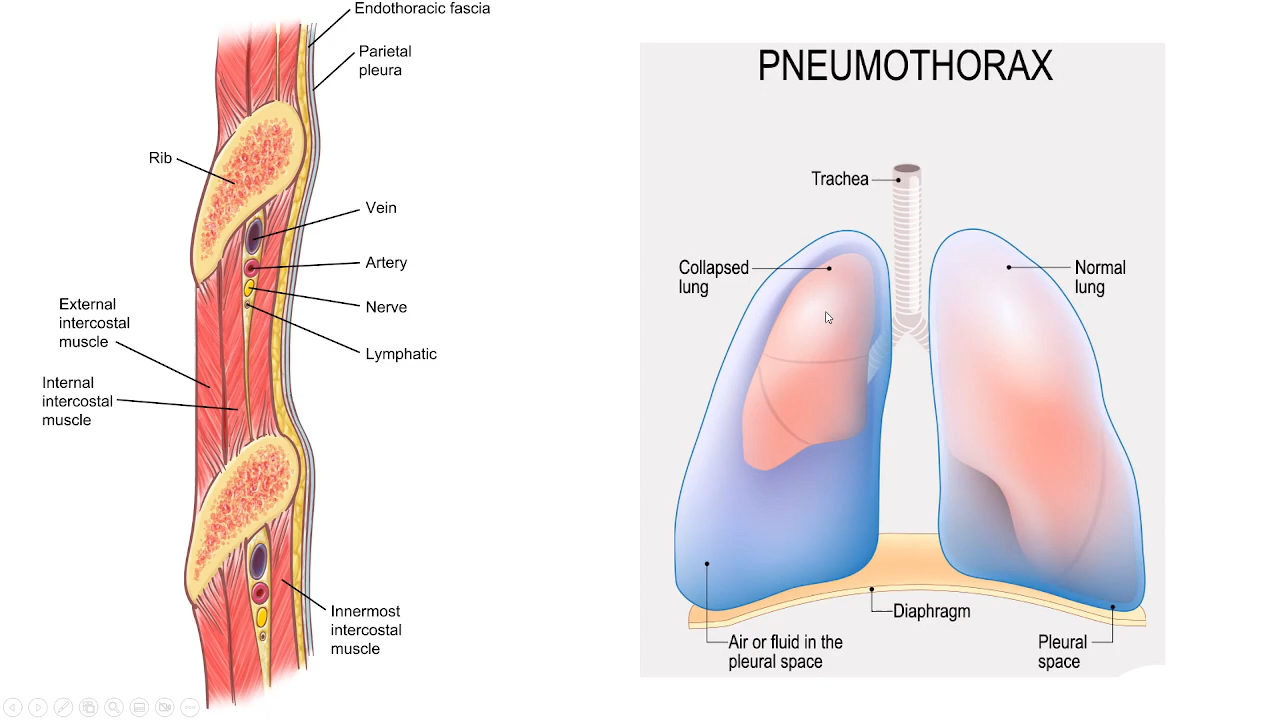 Endothoracic fascia
Parietal
pleura
Rib
Vein
Artery
Nerve
Lymphatic
External
intercostal
muscle
Internal
intercostal
muscle
Innermost
intercostal
muscle
PNEUMOTHORAX
Trachea
Collapsed
lung
Normal
lung
Diaphragm
Air or fluid in the
pleural space
Pleural
space